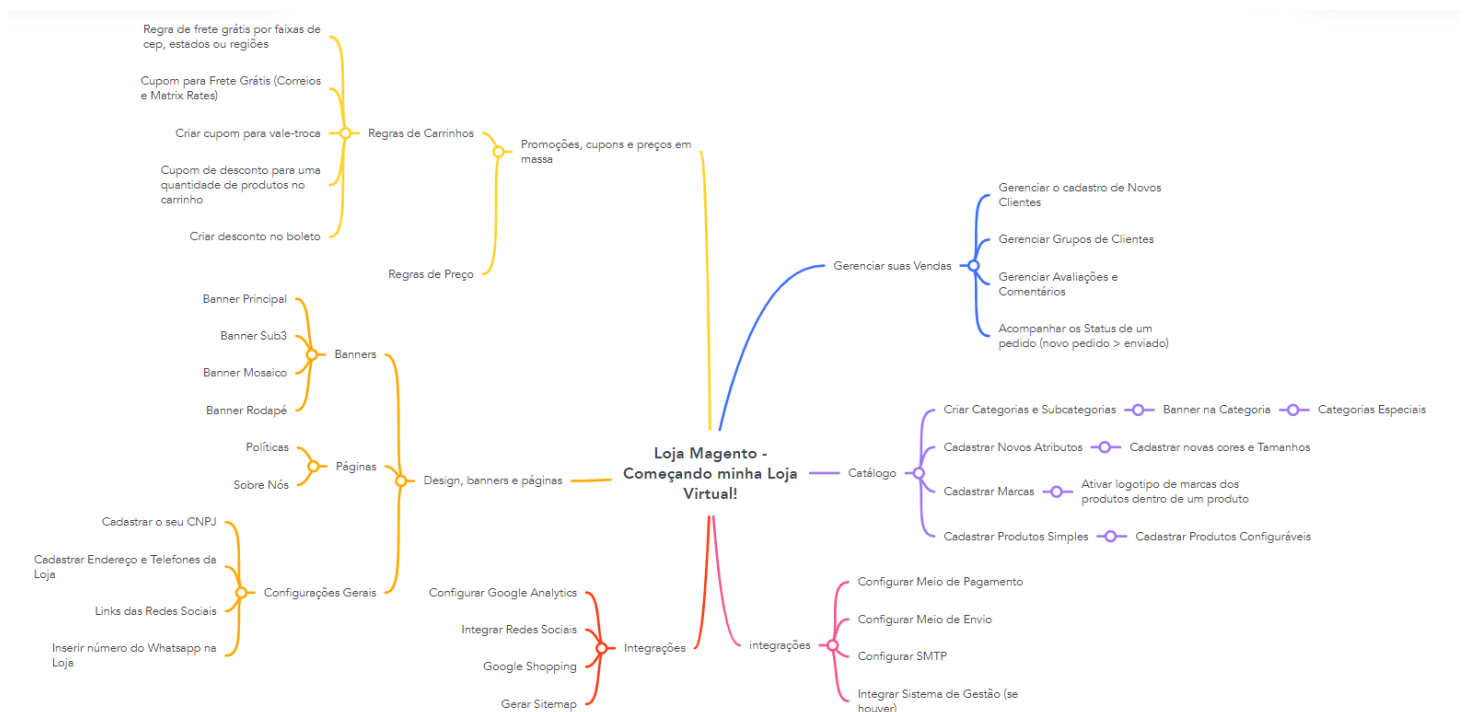 Regra de frete grátis por faixas de
cep, estados ou regiões
Cupom para Frete Grátis (Correios
e Matrix Rates)
Criar cupom para vale-troca
Cupom de desconto para uma
quantidade de produtos no
carrinho
Criar desconto no boleto
Regras de Carrinhos
Regras de Preço
Promoções, cupons e preços em
massa
Banner Principal
Banner Sub3
Banner Mosaico
Banner Rodapé
Banners
Políticas
Sobre Nós
Páginas
Cadastrar o seu CNPJ
Cadastrar Endereço e Telefones da
Loja
Links das Redes Sociais
Inserir número do Whatsapp na
Loja
Configurações Gerais
Design, banners e páginas
Loja Magento -
Começando minha Loja
Virtual!
Gerenciar suas Vendas
Gerenciar o cadastro de Novos
Clientes
Gerenciar Grupos de Clientes
Gerenciar Avaliações e
Comentários
Acompanhar os Status de um
pedido (novo pedido > enviado)
Catálogo
Criar Categorias e Subcategorias
Banner na Categoria
Categorias Especiais
Cadastrar Novos Atributos
Cadastrar novas cores e Tamanhos
Cadastrar Marcas
Ativar logotipo de marcas dos
produtos dentro de um produto
Cadastrar Produtos Simples
Cadastrar Produtos Configuráveis
Configurar Google Analytics
Integrar Redes Sociais
Google Shopping
Gerar Sitemap
Integrações
integrações
Configurar Meio de Pagamento
Configurar Meio de Envio
Configurar SMTP
Integrar Sistema de Gestão (se
houver)